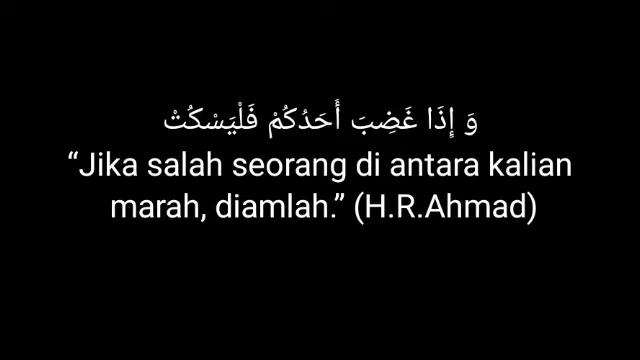 وَ إِذَا غَضِبَ أَحَدُكُمْ فَلْيَسْكُتْ
“Jika salah seorang di antara kalian
marah, diamlah.” (H.R.Ahmad)